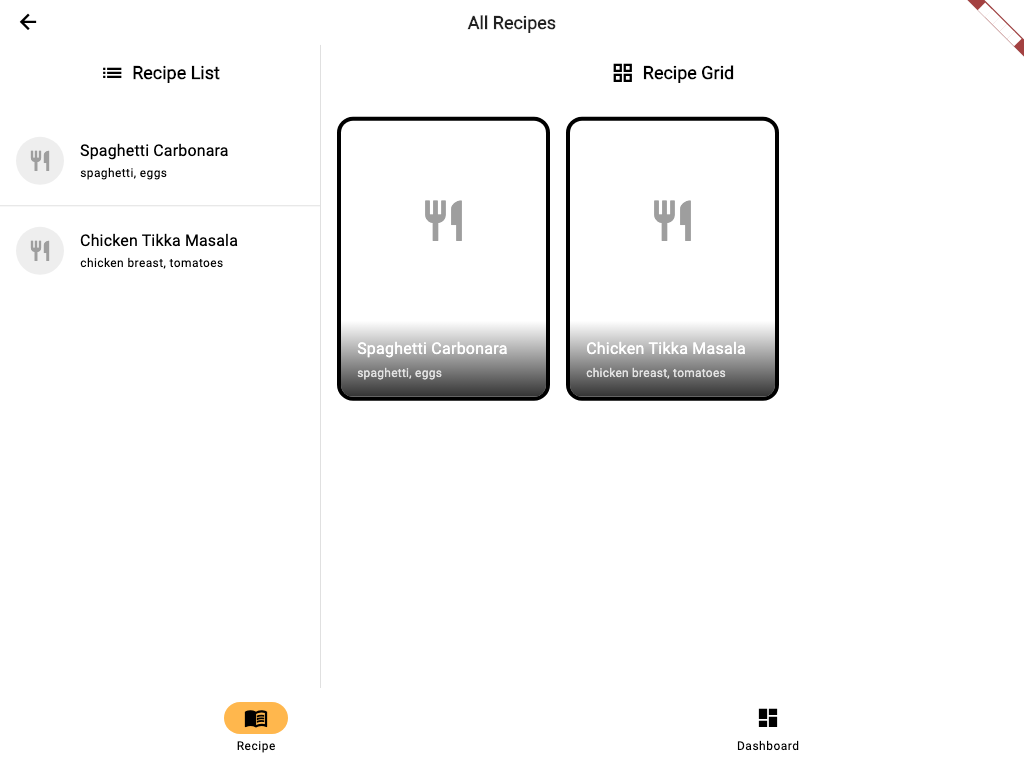 All Recipes
Recipe List
Spaghetti Carbonara
spaghetti, eggs
Chicken Tikka Masala
chicken breast, tomatoes
Recipe Grid
Spaghetti Carbonara
spaghetti, eggs
Chicken Tikka Masala
chicken breast, tomatoes
Recipe
Dashboard